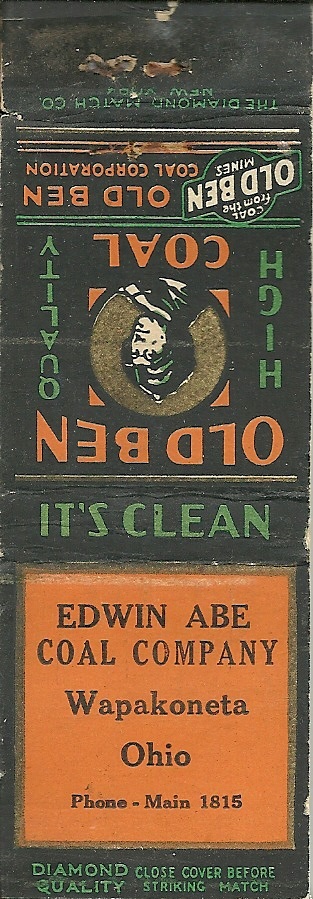 THE DIAMOND MATCH CO.
NEW YORK
OLD BEN
COAL CORPORATION
COAL
from the
OLD BEN
MINES
HIGH
QUALITY
OLD BEN
COAL
IT'S CLEAN
EDWIN ABE
COAL COMPANY
Wapakoneta
Ohio
Phone - Main 1815
DIAMOND
QUALITY
CLOSE COVER BEFORE
STRIKING MATCH